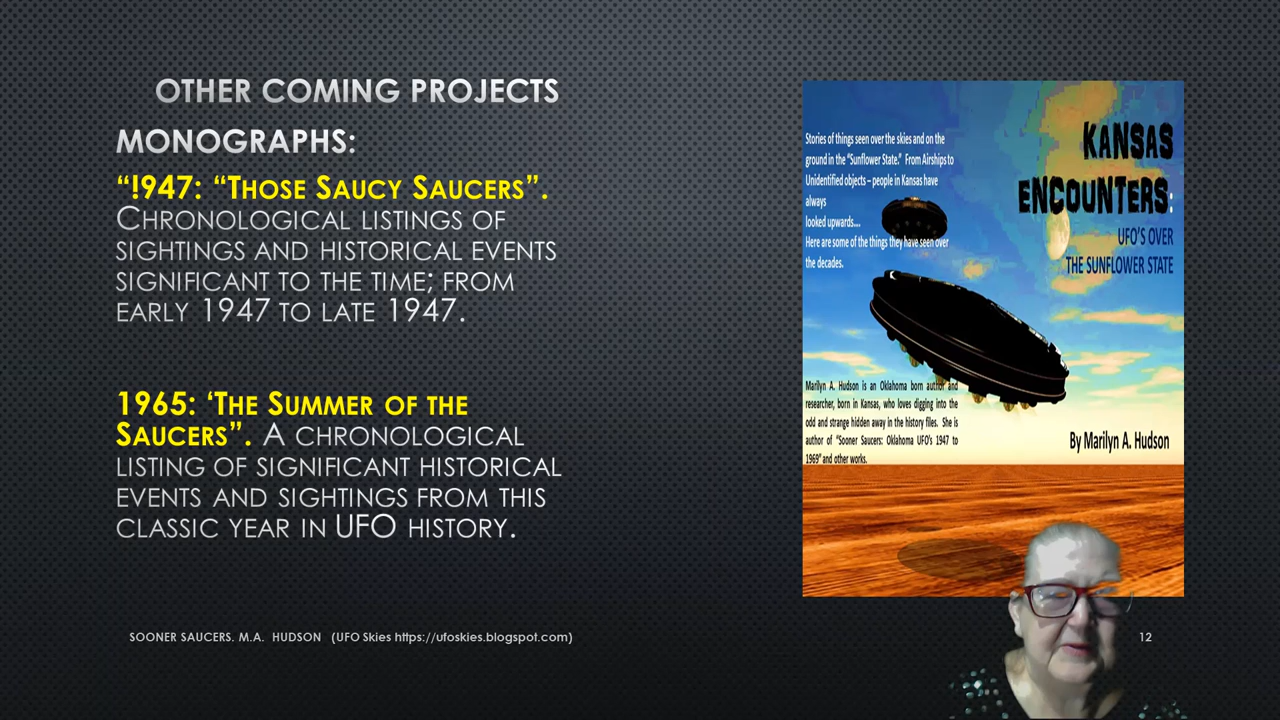 OTHER COMING PROJECTS
MONOGRAPHS:
“!947: “THOSE SAUCY SAUCERS”.
CHRONOLOGICAL LISTINGS OF
SIGHTINGS AND HISTORICAL EVENTS
SIGNIFICANT TO THE TIME; FROM
EARLY 1947 TO LATE 1947.
1965: ‘THE SUMMER OF THE
SAUCERS”. A CHRONOLOGICAL
LISTING OF SIGNIFICANT HISTORICAL
EVENTS AND SIGHTINGS FROM THIS
CLASSIC YEAR IN UFO HISTORY.
Stories of things seen over the skies and on the
ground in the “Sunflower State.” From Airships to
Unidentified objects – people in Kansas have
always
looked upwards....
Here are some of the things they have seen over
the decades.
KANSAS
ENCOUNTERS:
UFO'S OVER
THE SUNFLOWER STATE
Marilyn A. Hudson is an Oklahoma born author and
researcher, born in Kansas, who loves digging into the
odd and strange hidden away in the history files. She is
author of “Sooner Saucers: Oklahoma UFO's 1947 to
1969” and other works.
By Marilyn A. Hudson
SOONER SAUCERS. M.A. HUDSON (UFO Skies https://ufoskies.blogspot.com)
12